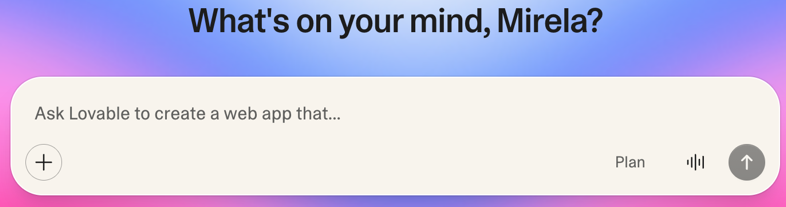 What's on your mind, Mirela?
Ask Lovable to create a web app that...
Plan